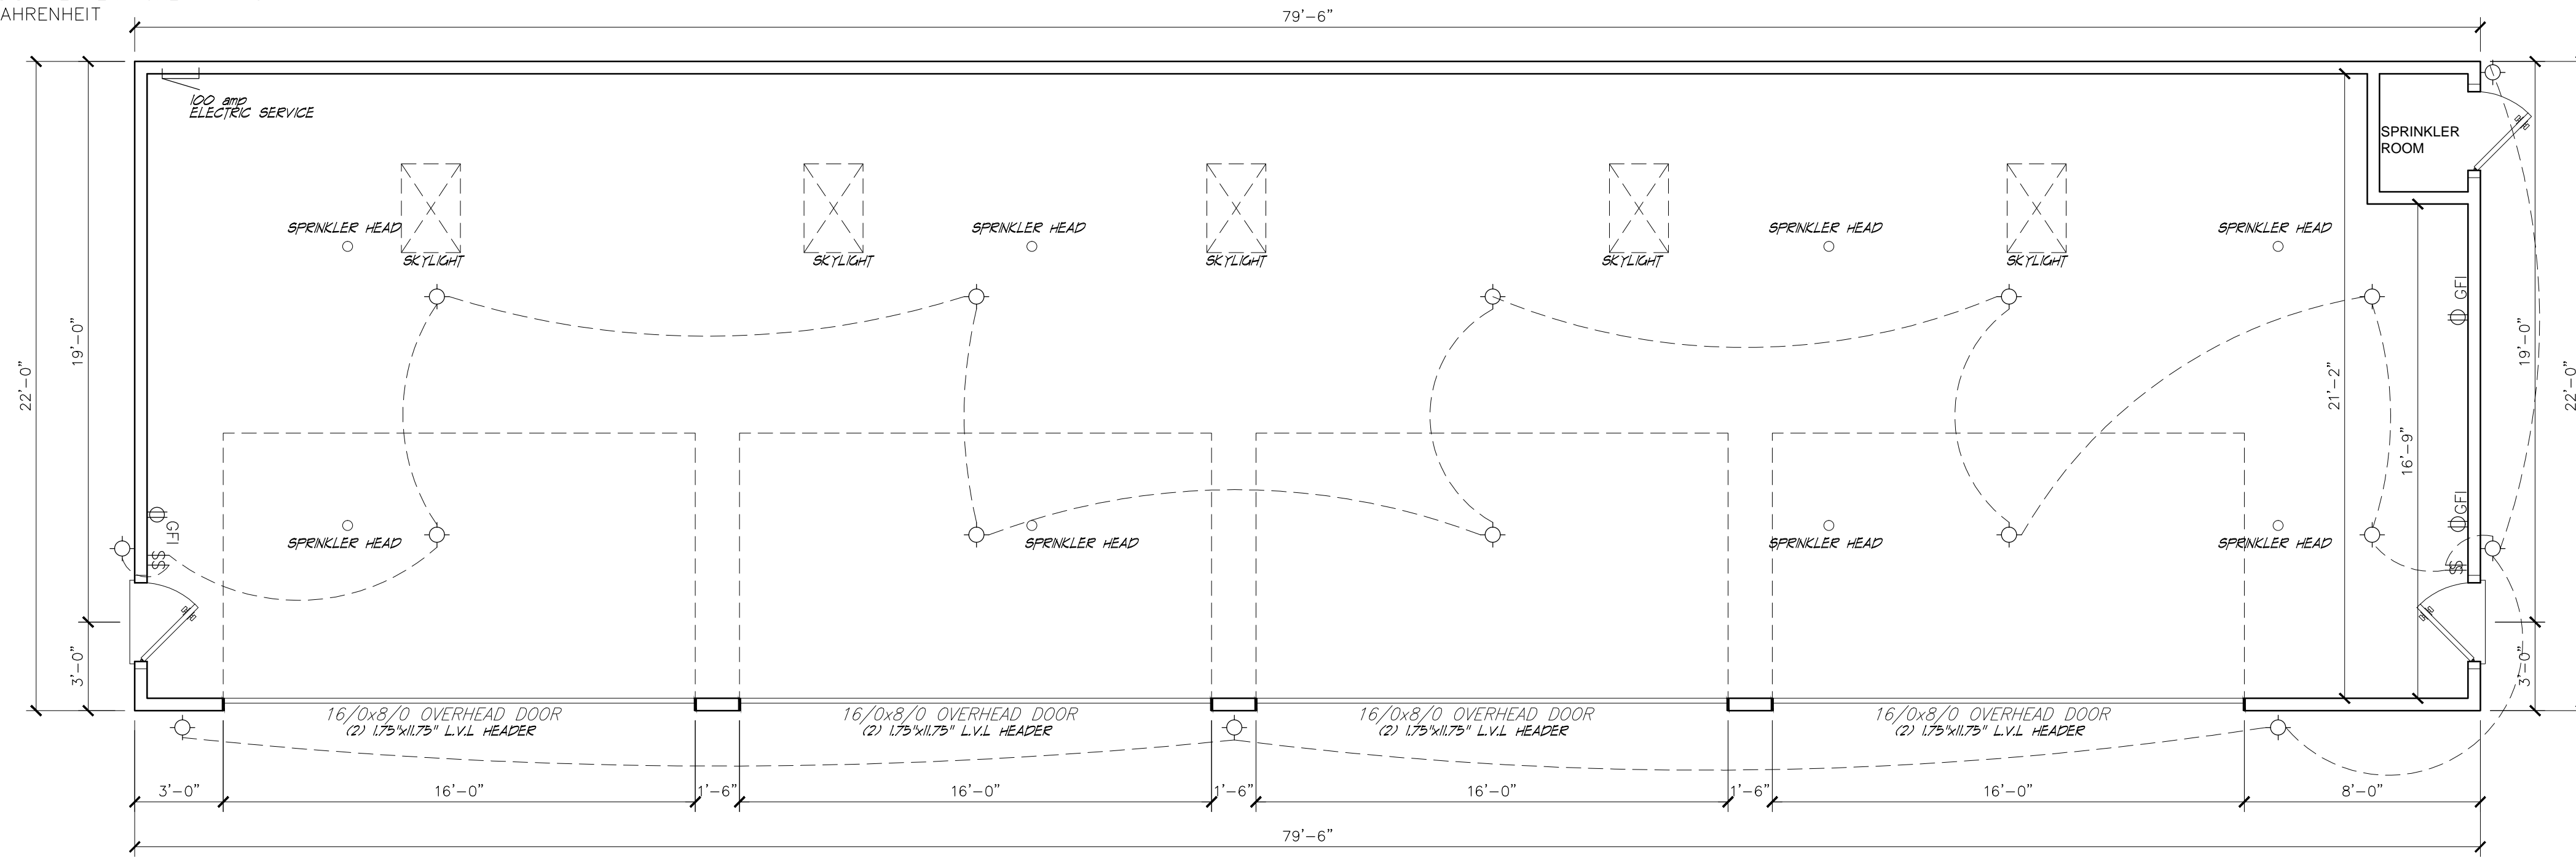 AHRENHEIT
79'-6"
100 amp
ELECTRIC SERVICE
SPRINKLER
ROOM
SPRINKLER HEAD
SPRINKLER HEAD
SPRINKLER HEAD
SPRINKLER HEAD
SKYLIGHT
SKYLIGHT
SKYLIGHT
SKYLIGHT
SKYLIGHT
GFI
22'-0"
19'-0"
21'-2"
16'-9"
19'-0"
22'-0"
GFI
SS
GFI
SS
SPRINKLER HEAD
SPRINKLER HEAD
SPRINKLER HEAD
SPRINKLER HEAD
3'-0"
3'-0"
16/0x8/0 OVERHEAD DOOR
(2) 1.75"x11.75" L.V.L HEADER
16/0x8/0 OVERHEAD DOOR
(2) 1.75"x11.75" L.V.L HEADER
16/0x8/0 OVERHEAD DOOR
(2) 1.75"x11.75" L.V.L HEADER
16/0x8/0 OVERHEAD DOOR
(2) 1.75"x11.75" L.V.L HEADER
3'-0"
16'-0"
1'-6"
16'-0"
1'-6"
16'-0"
1'-6"
16'-0"
8'-0"
79'-6"